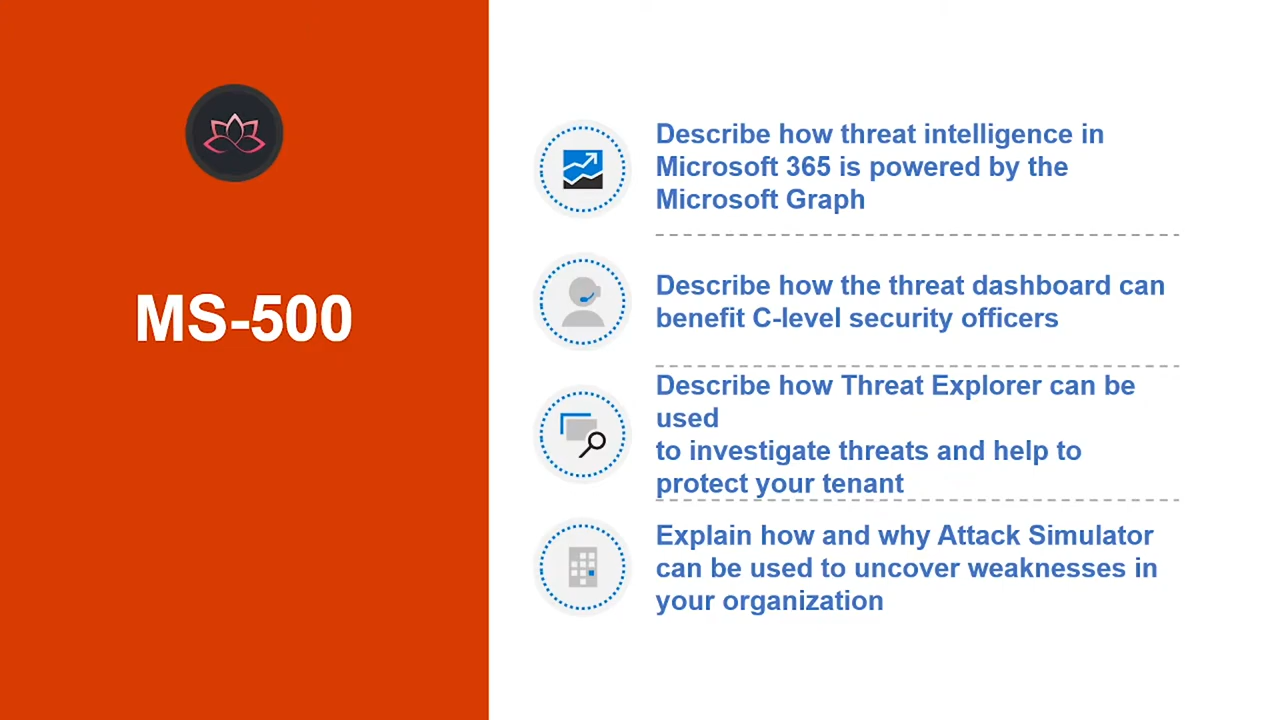 MS-500
Describe how threat intelligence in
Microsoft 365 is powered by the
Microsoft Graph
Describe how the threat dashboard can
benefit C-level security officers
Describe how Threat Explorer can be
used
to investigate threats and help to
protect your tenant
Explain how and why Attack Simulator
can be used to uncover weaknesses in
your organization